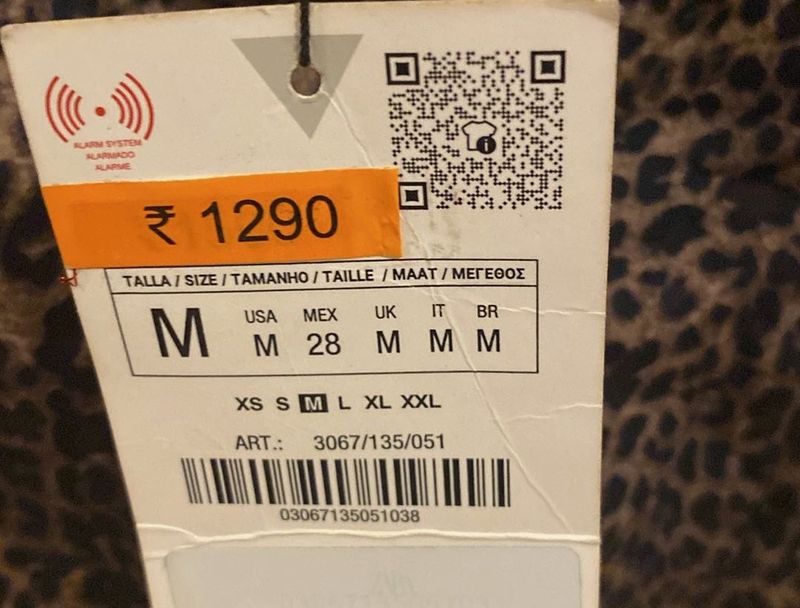 ALARM SYSTEM
ALARMADO
ALARME
₹ 1290
TALLA / SIZE / TAMANHO / TAILLE / MAAT / ΜΕΓΕΘΟΣ
M
USA MEX UK IT BR
M 28 M M M
XS S M L XL XXL
ART.: 3067/135/051
03067135051038